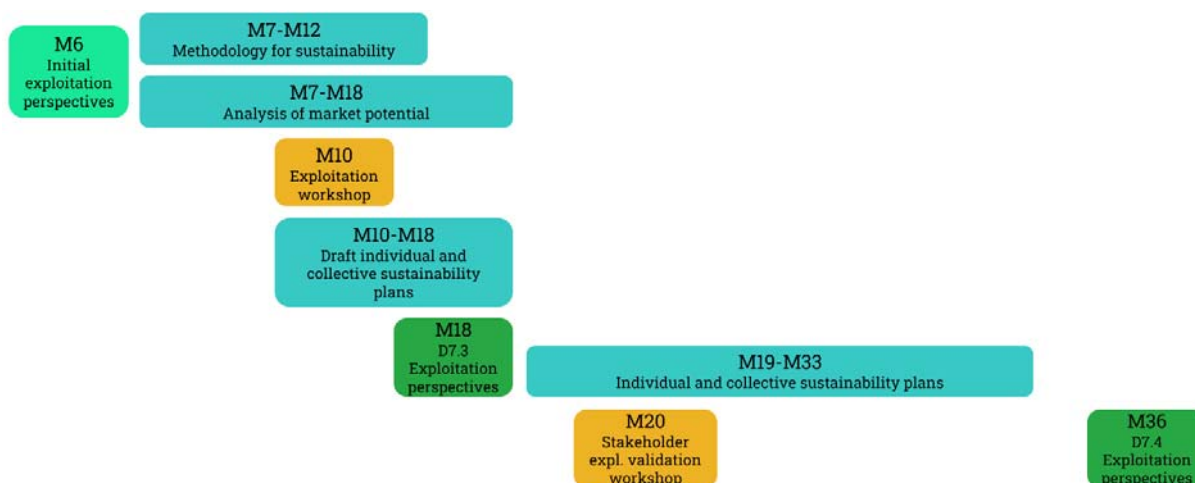 M6
Initial
exploitation
perspectives
M7-M12
Methodology for sustainability
M7-M18
Analysis of market potential
M10
Exploitation
workshop
M10-M18
Draft individual and
collective sustainability
plans
M18
D7.3
Exploitation
perspectives
M19-M33
Individual and collective sustainability plans
M20
Stakeholder
expl. validation
workshop
M36
D7.4
Exploitation
perspectives